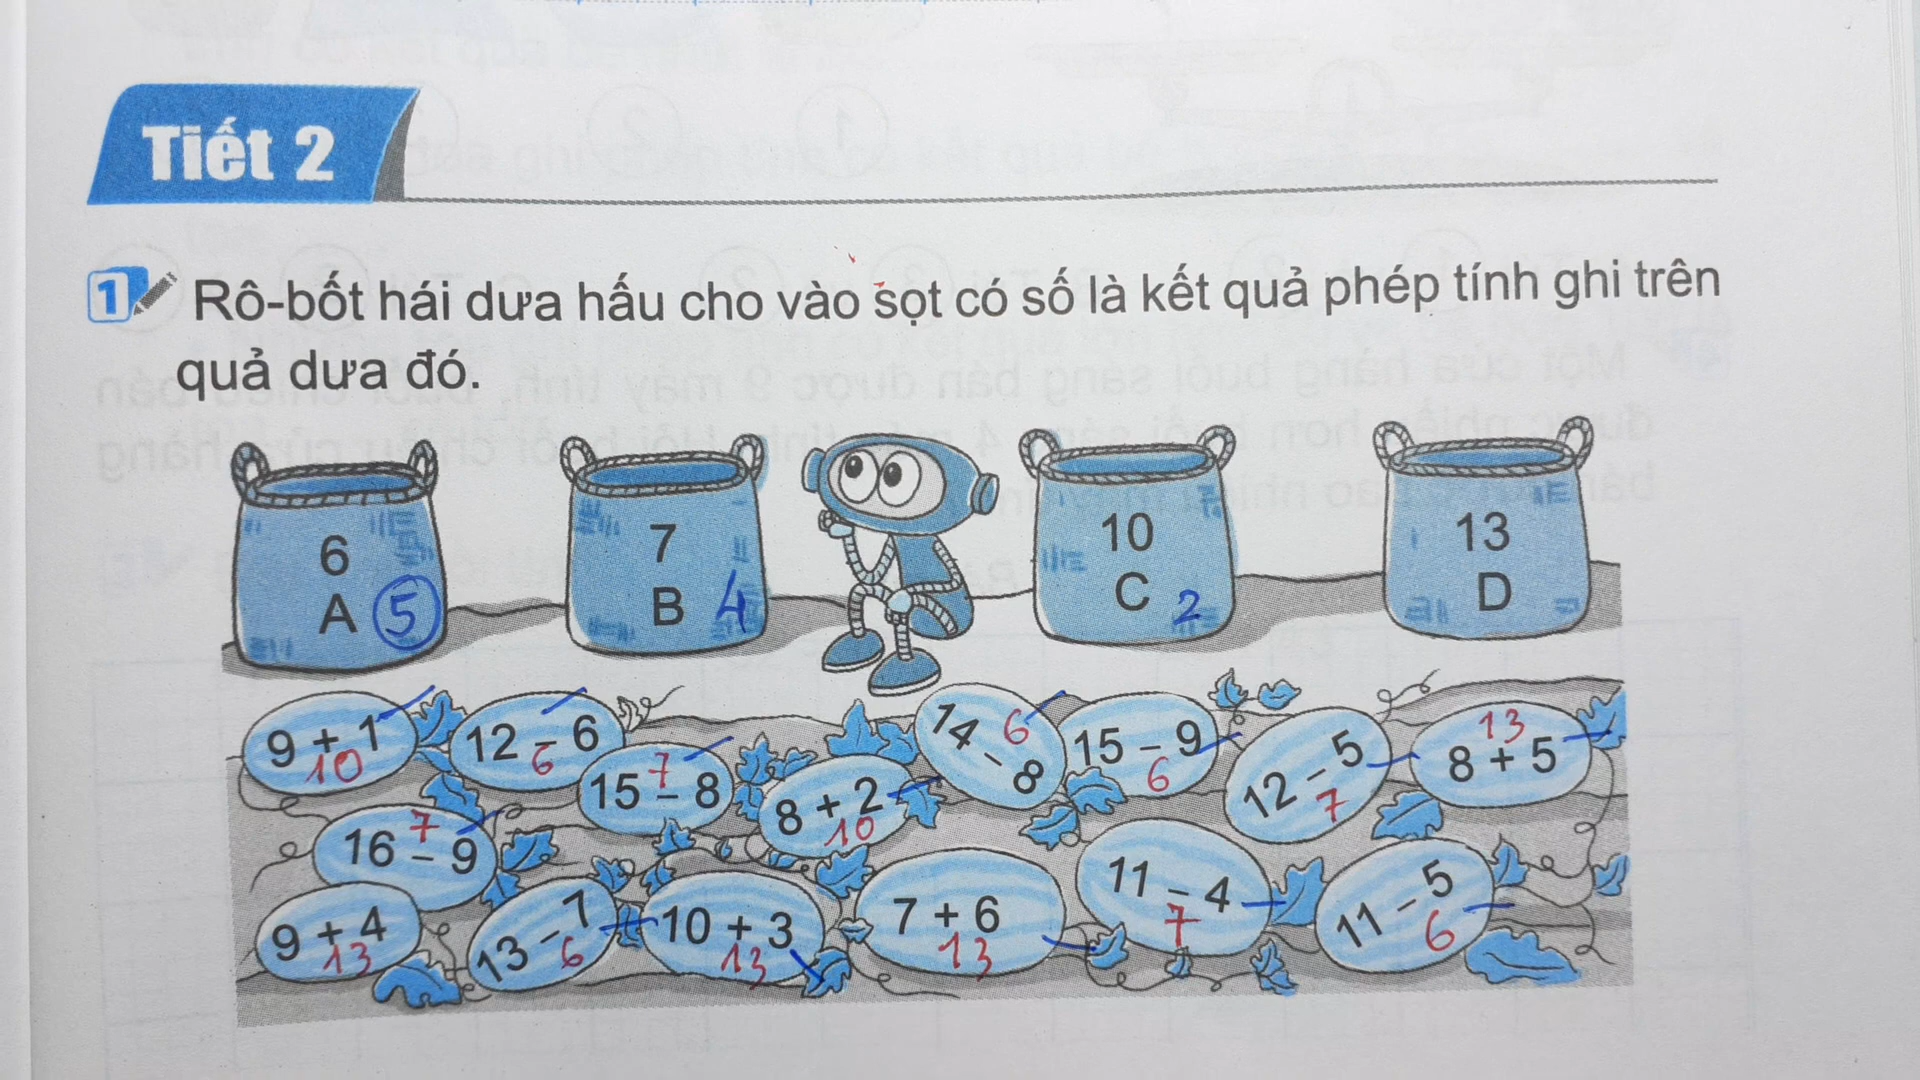 Tiết 2
1 Rô-bốt hái dưa hấu cho vào sọt có số là kết quả phép tính ghi trên
quả dưa đó.
6 7 10 13
A 5 B 4 C 2 D
9 + 1 10
12 - 6 6
15 - 8 7
8 + 2 10
14 - 8 6
15 - 9 6
12 - 5 7
8 + 5 13
16 - 9 7
9 + 4 13
13 - 7 6
10 + 3 13
7 + 6 13
11 - 4 7
11 - 5 6